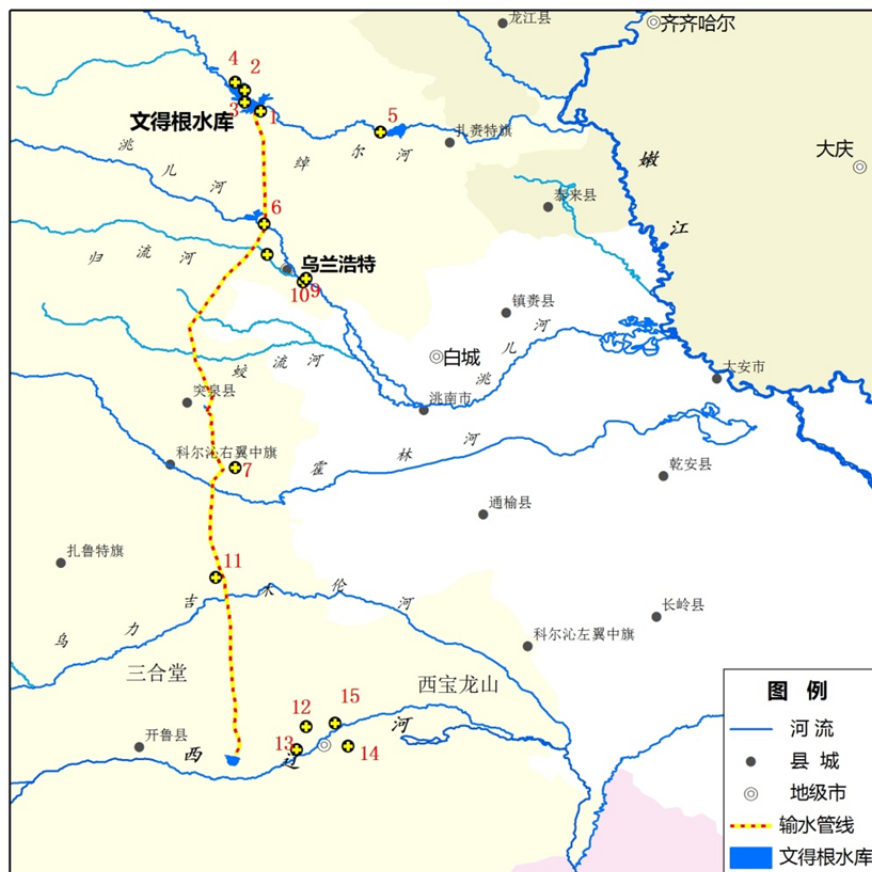 龙江县
齐齐哈尔
4
2
3
1
文得根水库
5
扎赉特旗
大庆
洮儿河
绰尔河
嫩江
泰来县
6
归流河
乌兰浩特
10
9
镇赉县
白城
洮儿河
蛟流河
大安市
突泉县
洮南市
科尔沁右翼中旗
7
霍林河
乾安县
通榆县
扎鲁特旗
11
乌力吉木伦河
长岭县
科尔沁左翼中旗
三合堂
西宝龙山
12
15
开鲁县
13
14
西辽河
图 例
河 流
县 城
地级市
输水管线
文得根水库